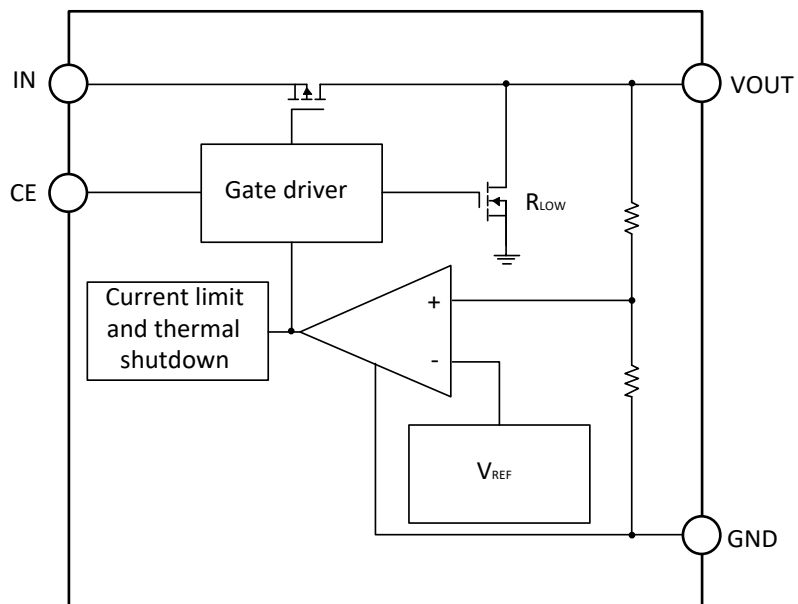 IN
VOUT
CE
Gate driver
RLOW
Current limit
and thermal
shutdown
+
-
VREF
GND